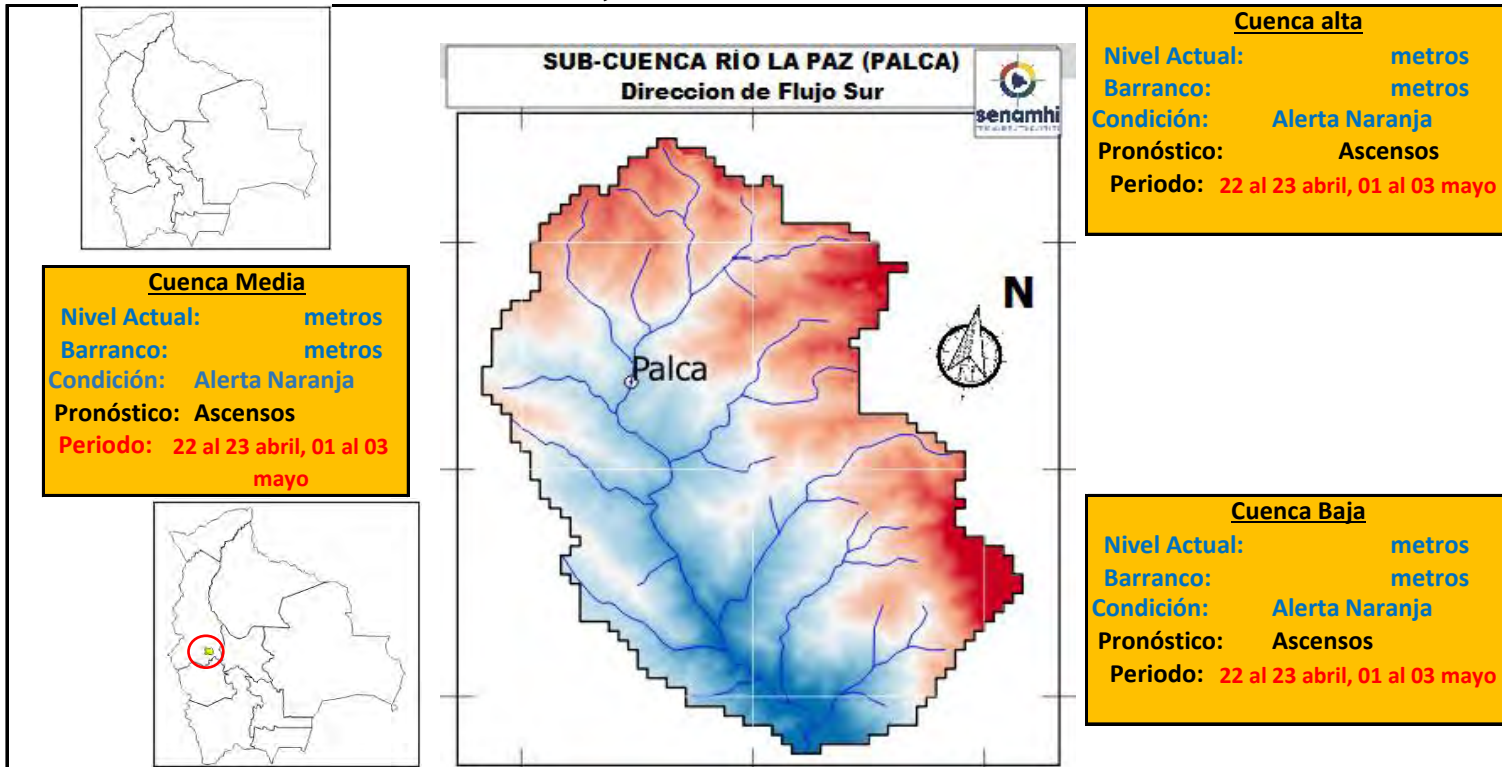 SUB-CUENCA RÍO LA PAZ (PALCA)
Direccion de Flujo Sur
senamhi
Cuenca alta
Nivel Actual: metros
Barranco: metros
Condición: Alerta Naranja
Pronóstico: Ascensos
Periodo: 22 al 23 abril, 01 al 03 mayo
Cuenca Media
Nivel Actual: metros
Barranco: metros
Condición: Alerta Naranja
Pronóstico: Ascensos
Periodo: 22 al 23 abril, 01 al 03
mayo
N
Palca
Cuenca Baja
Nivel Actual: metros
Barranco: metros
Condición: Alerta Naranja
Pronóstico: Ascensos
Periodo: 22 al 23 abril, 01 al 03 mayo